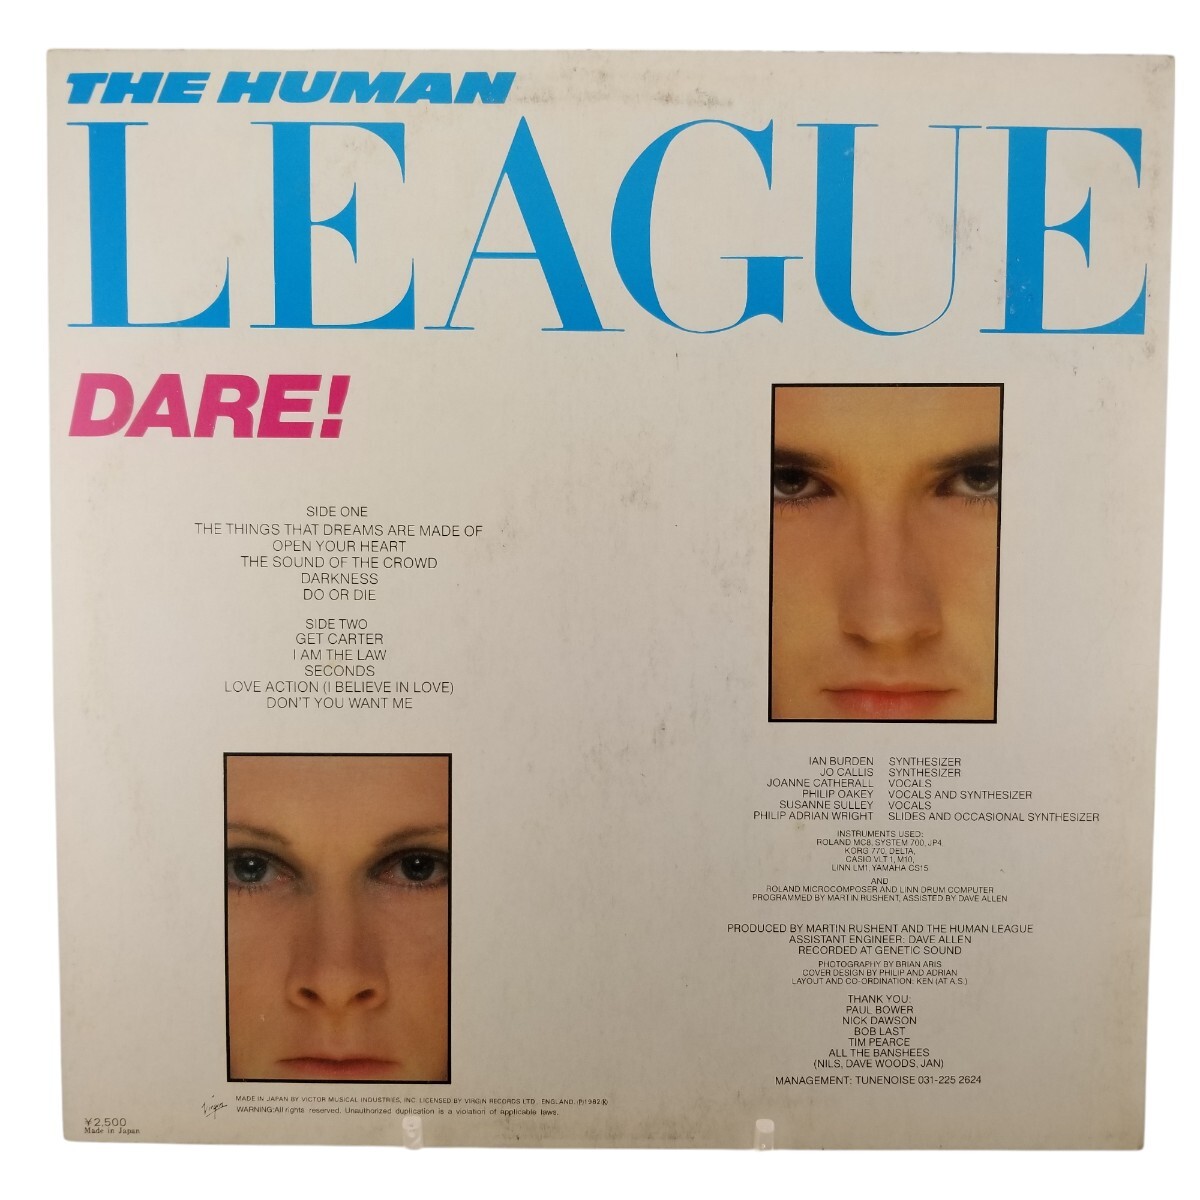 THE HUMAN
LEAGUE
DARE!
SIDE ONE
THE THINGS THAT DREAMS ARE MADE OF
OPEN YOUR HEART
THE SOUND OF THE CROWD
DARKNESS
DO OR DIE
SIDE TWO
GET CARTER
I AM THE LAW
SECONDS
LOVE ACTION (I BELIEVE IN LOVE)
DON'T YOU WANT ME
IAN BURDEN SYNTHESIZER
JO CALLIS SYNTHESIZER
JOANNE CATHERALL VOCALS
PHILIP OAKEY VOCALS AND SYNTHESIZER
SUSANNE SULLEY VOCALS
PHILIP ADRIAN WRIGHT SLIDES AND OCCASIONAL SYNTHESIZER
INSTRUMENTS USED:
ROLAND MC8, SYSTEM 700, JP4,
KORG 770, DELTA,
CASIO VLT 1, M10,
LINN LM1, YAMAHA CS15
AND
ROLAND MICROCOMPOSER AND LINN DRUM COMPUTER
PROGRAMMED BY MARTIN RUSHENT, ASSISTED BY DAVE ALLEN
PRODUCED BY MARTIN RUSHENT AND THE HUMAN LEAGUE
ASSISTANT ENGINEER: DAVE ALLEN
RECORDED AT GENETIC SOUND
PHOTOGRAPHY BY BRIAN ARIS
COVER DESIGN BY PHILIP AND ADRIAN
LAYOUT AND CO-ORDINATION: KEN (AT A.S.)
THANK YOU:
PAUL BOWER
NICK DAWSON
BOB LAST
TIM PEARCE
ALL THE BANSHEES
(NILS, DAVE WOODS, JAN)
MANAGEMENT: TUNENOISE 031-225 2624
Virgin
MADE IN JAPAN BY VICTOR MUSICAL INDUSTRIES, INC. LICENSED BY VIRGIN RECORDS LTD., ENGLAND. (P)1982 Ⓡ
WARNING: All rights reserved. Unauthorized duplication is a violation of applicable laws.
¥2,500
Made in Japan